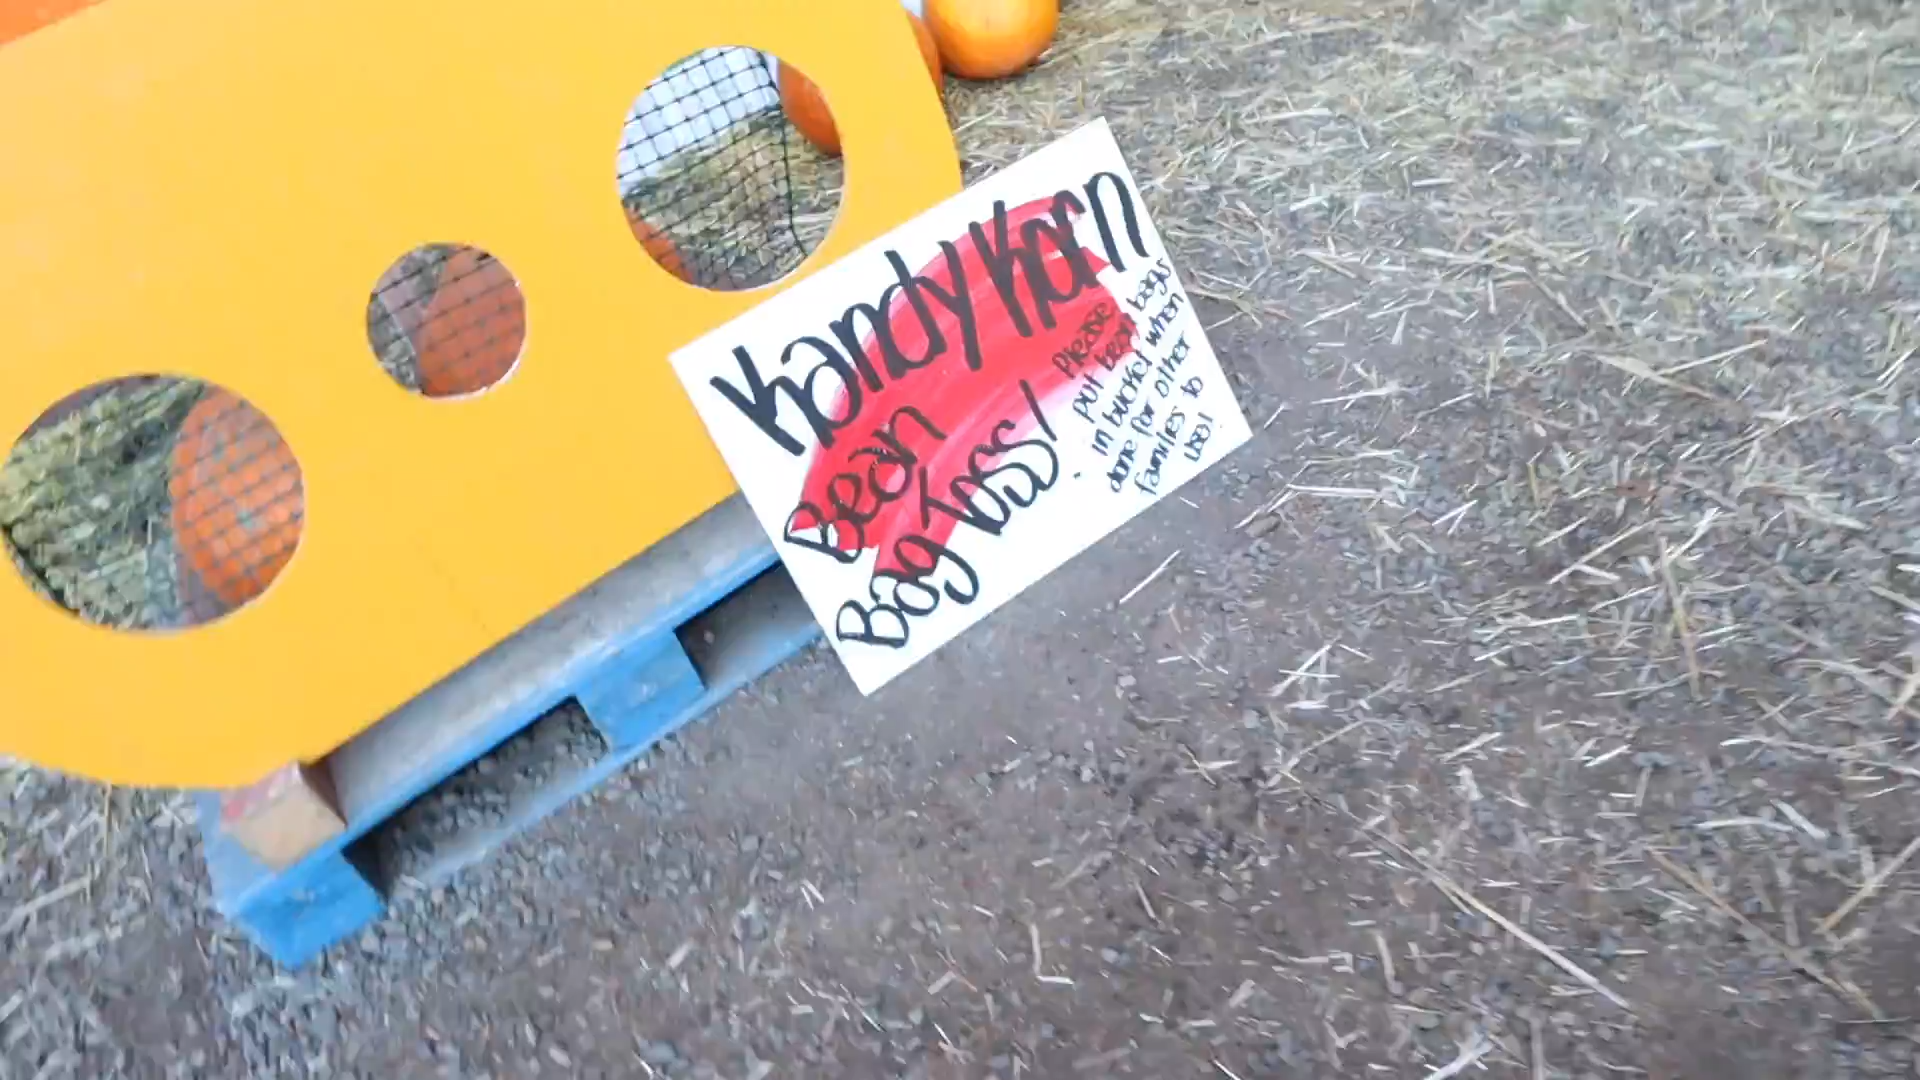 Kandy Korn
Bean
Bag Toss!
Please
put bean bags
in bucket when
done for other
families to
use!